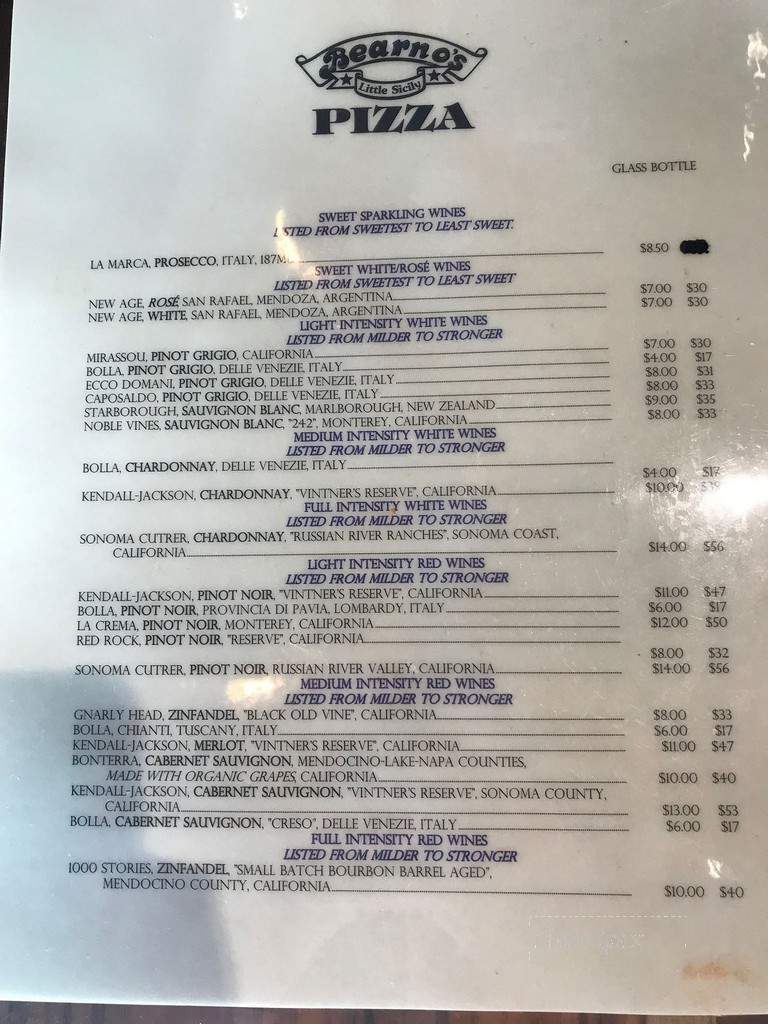 Bearno's
Little Sicily
PIZZA
GLASS BOTTLE
SWEET SPARKLING WINES
LISTED FROM SWEETEST TO LEAST SWEET.
LA MARCA, PROSECCO, ITALY, 187M $8.50
SWEET WHITE/ROSÉ WINES
LISTED FROM SWEETEST TO LEAST SWEET
NEW AGE, ROSÉ SAN RAFAEL, MENDOZA, ARGENTINA $7.00 $30
NEW AGE, WHITE, SAN RAFAEL, MENDOZA, ARGENTINA $7.00 $30
LIGHT INTENSITY WHITE WINES
LISTED FROM MILDER TO STRONGER
MIRASSOU, PINOT GRIGIO, CALIFORNIA $7.00 $30
BOLLA, PINOT GRIGIO, DELLE VENEZIE, ITALY $4.00 $17
ECCO DOMANI, PINOT GRIGIO, DELLE VENEZIE, ITALY $8.00 $31
CAPOSALDO, PINOT GRIGIO, DELLE VENEZIE, ITALY $8.00 $33
STARBOROUGH, SAUVIGNON BLANC, MARLBOROUGH, NEW ZEALAND $9.00 $35
NOBLE VINES, SAUVIGNON BLANC, "242", MONTEREY, CALIFORNIA $8.00 $33
MEDIUM INTENSITY WHITE WINES
LISTED FROM MILDER TO STRONGER
BOLLA, CHARDONNAY, DELLE VENEZIE, ITALY $4.00 $17
KENDALL-JACKSON, CHARDONNAY, "VINTNER'S RESERVE", CALIFORNIA $10.00
FULL INTENSITY WHITE WINES
LISTED FROM MILDER TO STRONGER
SONOMA CUTRER, CHARDONNAY, "RUSSIAN RIVER RANCHES", SONOMA COAST,
CALIFORNIA $14.00 $56
LIGHT INTENSITY RED WINES
LISTED FROM MILDER TO STRONGER
KENDALL-JACKSON, PINOT NOIR, "VINTNER'S RESERVE", CALIFORNIA $11.00 $47
BOLLA, PINOT NOIR, PROVINCIA DI PAVIA, LOMBARDY, ITALY $6.00 $17
LA CREMA, PINOT NOIR, MONTEREY, CALIFORNIA $12.00 $50
RED ROCK, PINOT NOIR, "RESERVE", CALIFORNIA $8.00 $32
SONOMA CUTRER, PINOT NOIR, RUSSIAN RIVER VALLEY, CALIFORNIA $14.00 $56
MEDIUM INTENSITY RED WINES
LISTED FROM MILDER TO STRONGER
GNARLY HEAD, ZINFANDEL, "BLACK OLD VINE", CALIFORNIA $8.00 $33
BOLLA, CHIANTI, TUSCANY, ITALY $6.00 $17
KENDALL-JACKSON, MERLOT, "VINTNER'S RESERVE", CALIFORNIA $11.00 $47
BONTERRA, CABERNET SAUVIGNON, MENDOCINO-LAKE-NAPA COUNTIES,
MADE WITH ORGANIC GRAPES, CALIFORNIA $10.00 $40
KENDALL-JACKSON, CABERNET SAUVIGNON, "VINTNER'S RESERVE", SONOMA COUNTY,
CALIFORNIA $13.00 $53
BOLLA, CABERNET SAUVIGNON, "CRESO", DELLE VENEZIE, ITALY $6.00 $17
FULL INTENSITY RED WINES
LISTED FROM MILDER TO STRONGER
1000 STORIES, ZINFANDEL, "SMALL BATCH BOURBON BARREL AGED",
MENDOCINO COUNTY, CALIFORNIA $10.00 $40